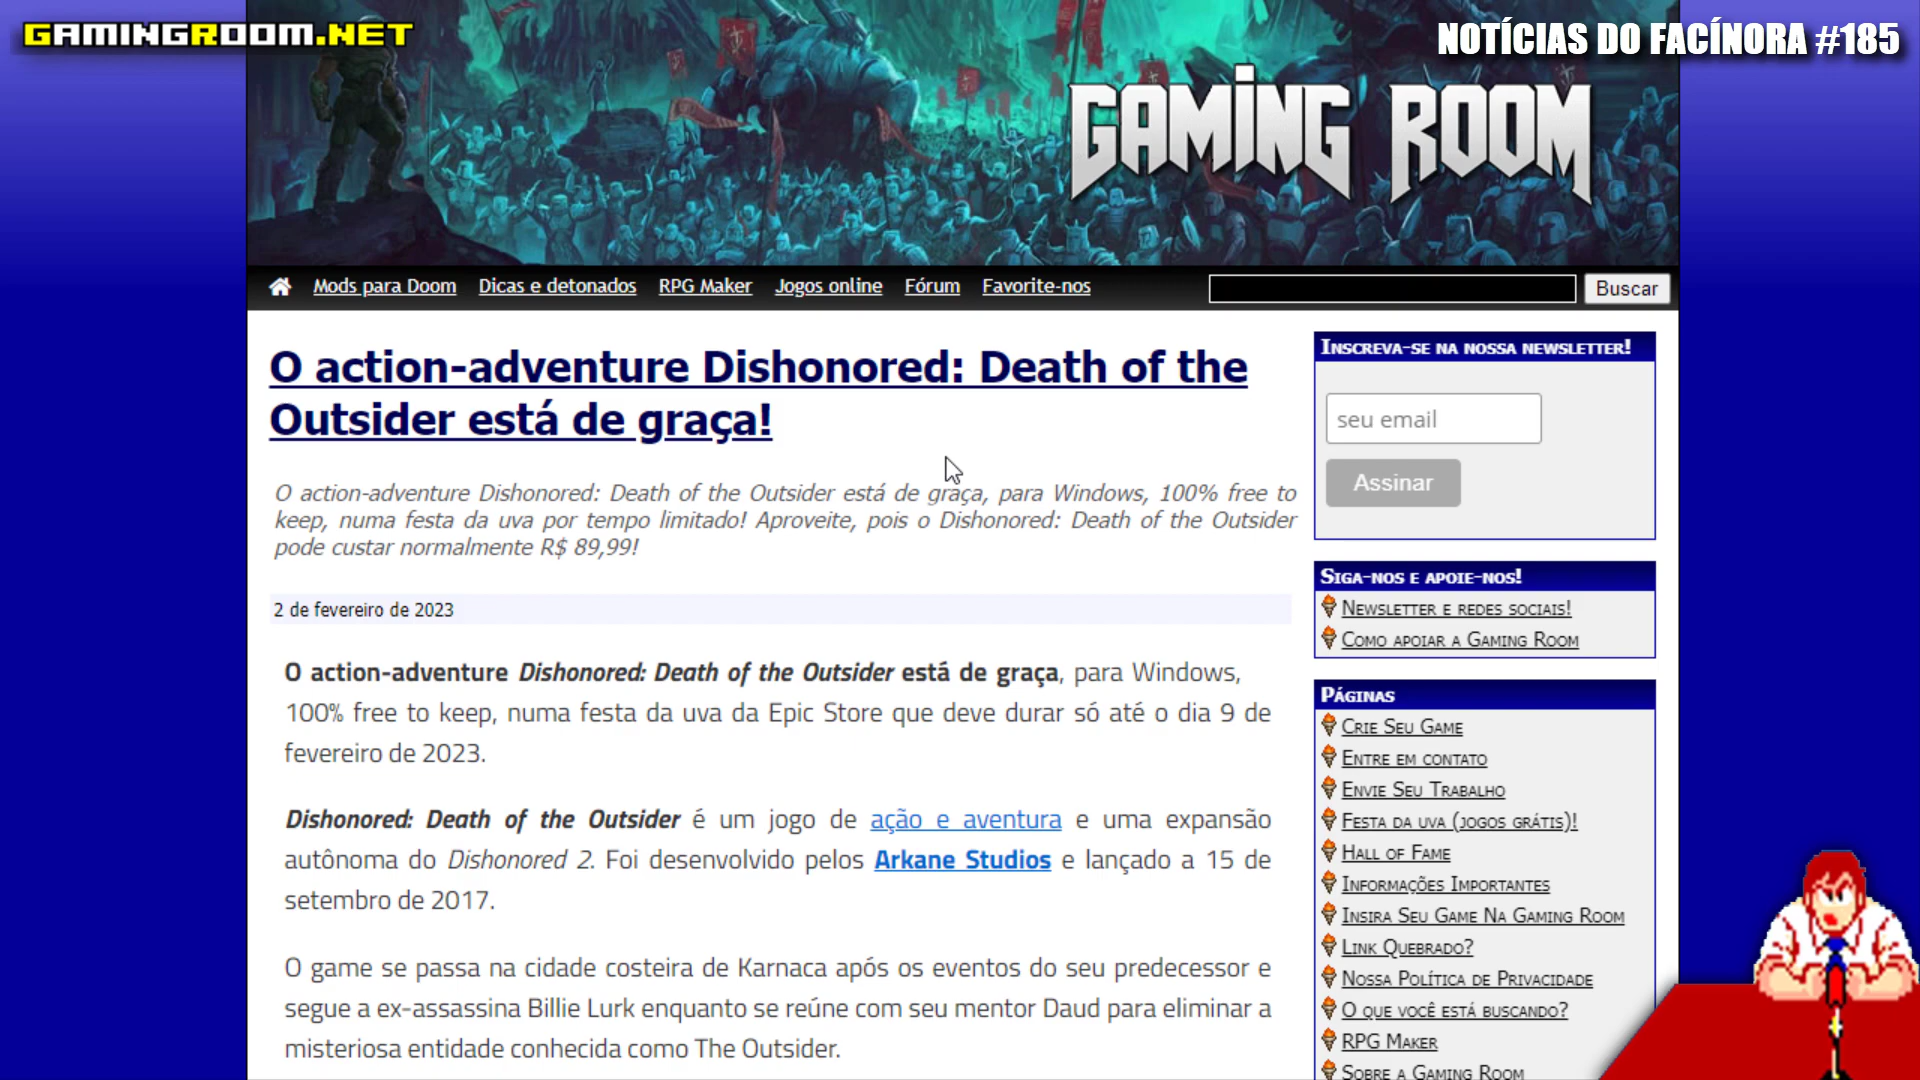 GAMINGROOM.NET
NOTÍCIAS DO FACÍNORA #185
GAMING ROOM
Mods para Doom Dicas e detonados RPG Maker Jogos online Fórum Favorite-nos
Buscar
O action-adventure Dishonored: Death of the
Outsider está de graça!
O action-adventure Dishonored: Death of the Outsider está de graça, para Windows, 100% free to
keep, numa festa da uva por tempo limitado! Aproveite, pois o Dishonored: Death of the Outsider
pode custar normalmente R$ 89,99!
2 de fevereiro de 2023
O action-adventure Dishonored: Death of the Outsider está de graça, para Windows,
100% free to keep, numa festa da uva da Epic Store que deve durar só até o dia 9 de
fevereiro de 2023.
Dishonored: Death of the Outsider é um jogo de ação e aventura e uma expansão
autônoma do Dishonored 2. Foi desenvolvido pelos Arkane Studios e lançado a 15 de
setembro de 2017.
O game se passa na cidade costeira de Karnaca após os eventos do seu predecessor e
segue a ex-assassina Billie Lurk enquanto se reúne com seu mentor Daud para eliminar a
misteriosa entidade conhecida como The Outsider.
Inscreva-se na nossa newsletter!
seu email
Assinar
Siga-nos e apoie-nos!
Newsletter e redes sociais!
Como apoiar a Gaming Room
Páginas
Crie Seu Game
Entre em contato
Envie Seu Trabalho
Festa da uva (jogos grátis)!
Hall of Fame
Informações Importantes
Insira Seu Game Na Gaming Room
Link Quebrado?
Nossa Política de Privacidade
O que você está buscando?
RPG Maker
Sobre a Gaming Room